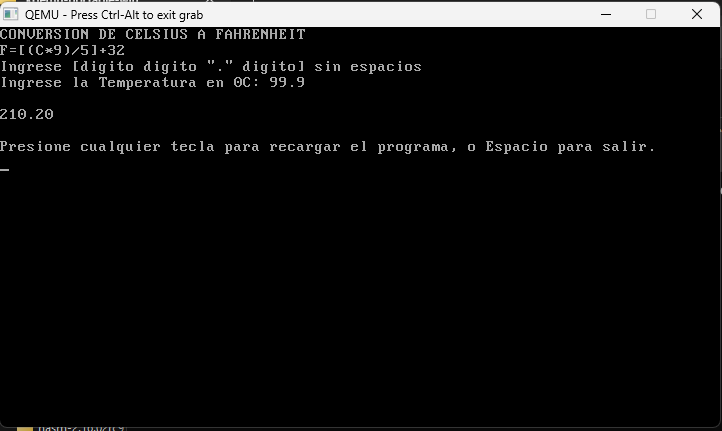 QEMU - Press Ctrl-Alt to exit grab
CONVERSION DE CELSIUS A FAHRENHEIT
F=[(C*9)/5]+32
Ingrese [digito digito "." digito] sin espacios
Ingrese la Temperatura en 0C: 99.9
210.20
Presione cualquier tecla para recargar el programa, o Espacio para salir.